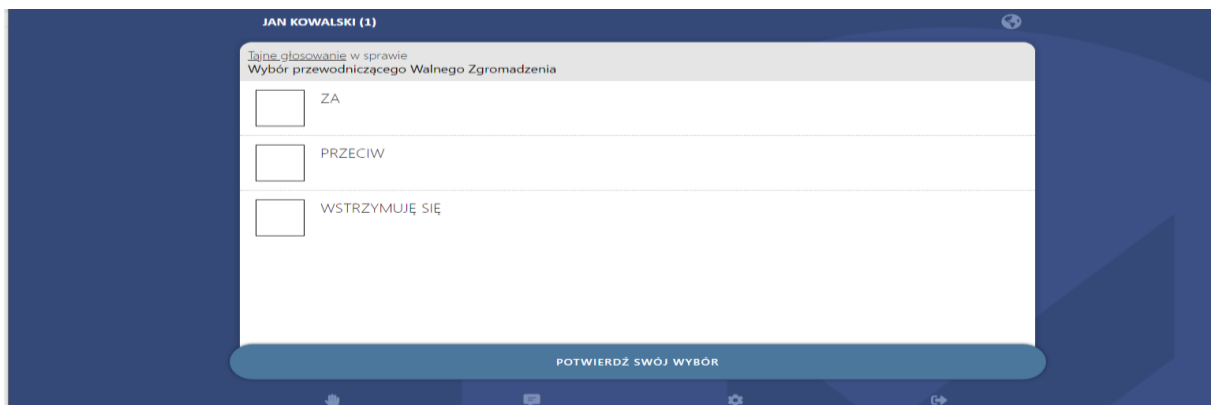 JAN KOWALSKI (1)
Tajne głosowanie w sprawie
Wybór przewodniczącego Walnego Zgromadzenia
ZA
PRZECIW
WSTRZYMUJĘ SIĘ
POTWIERDŹ SWÓJ WYBÓR